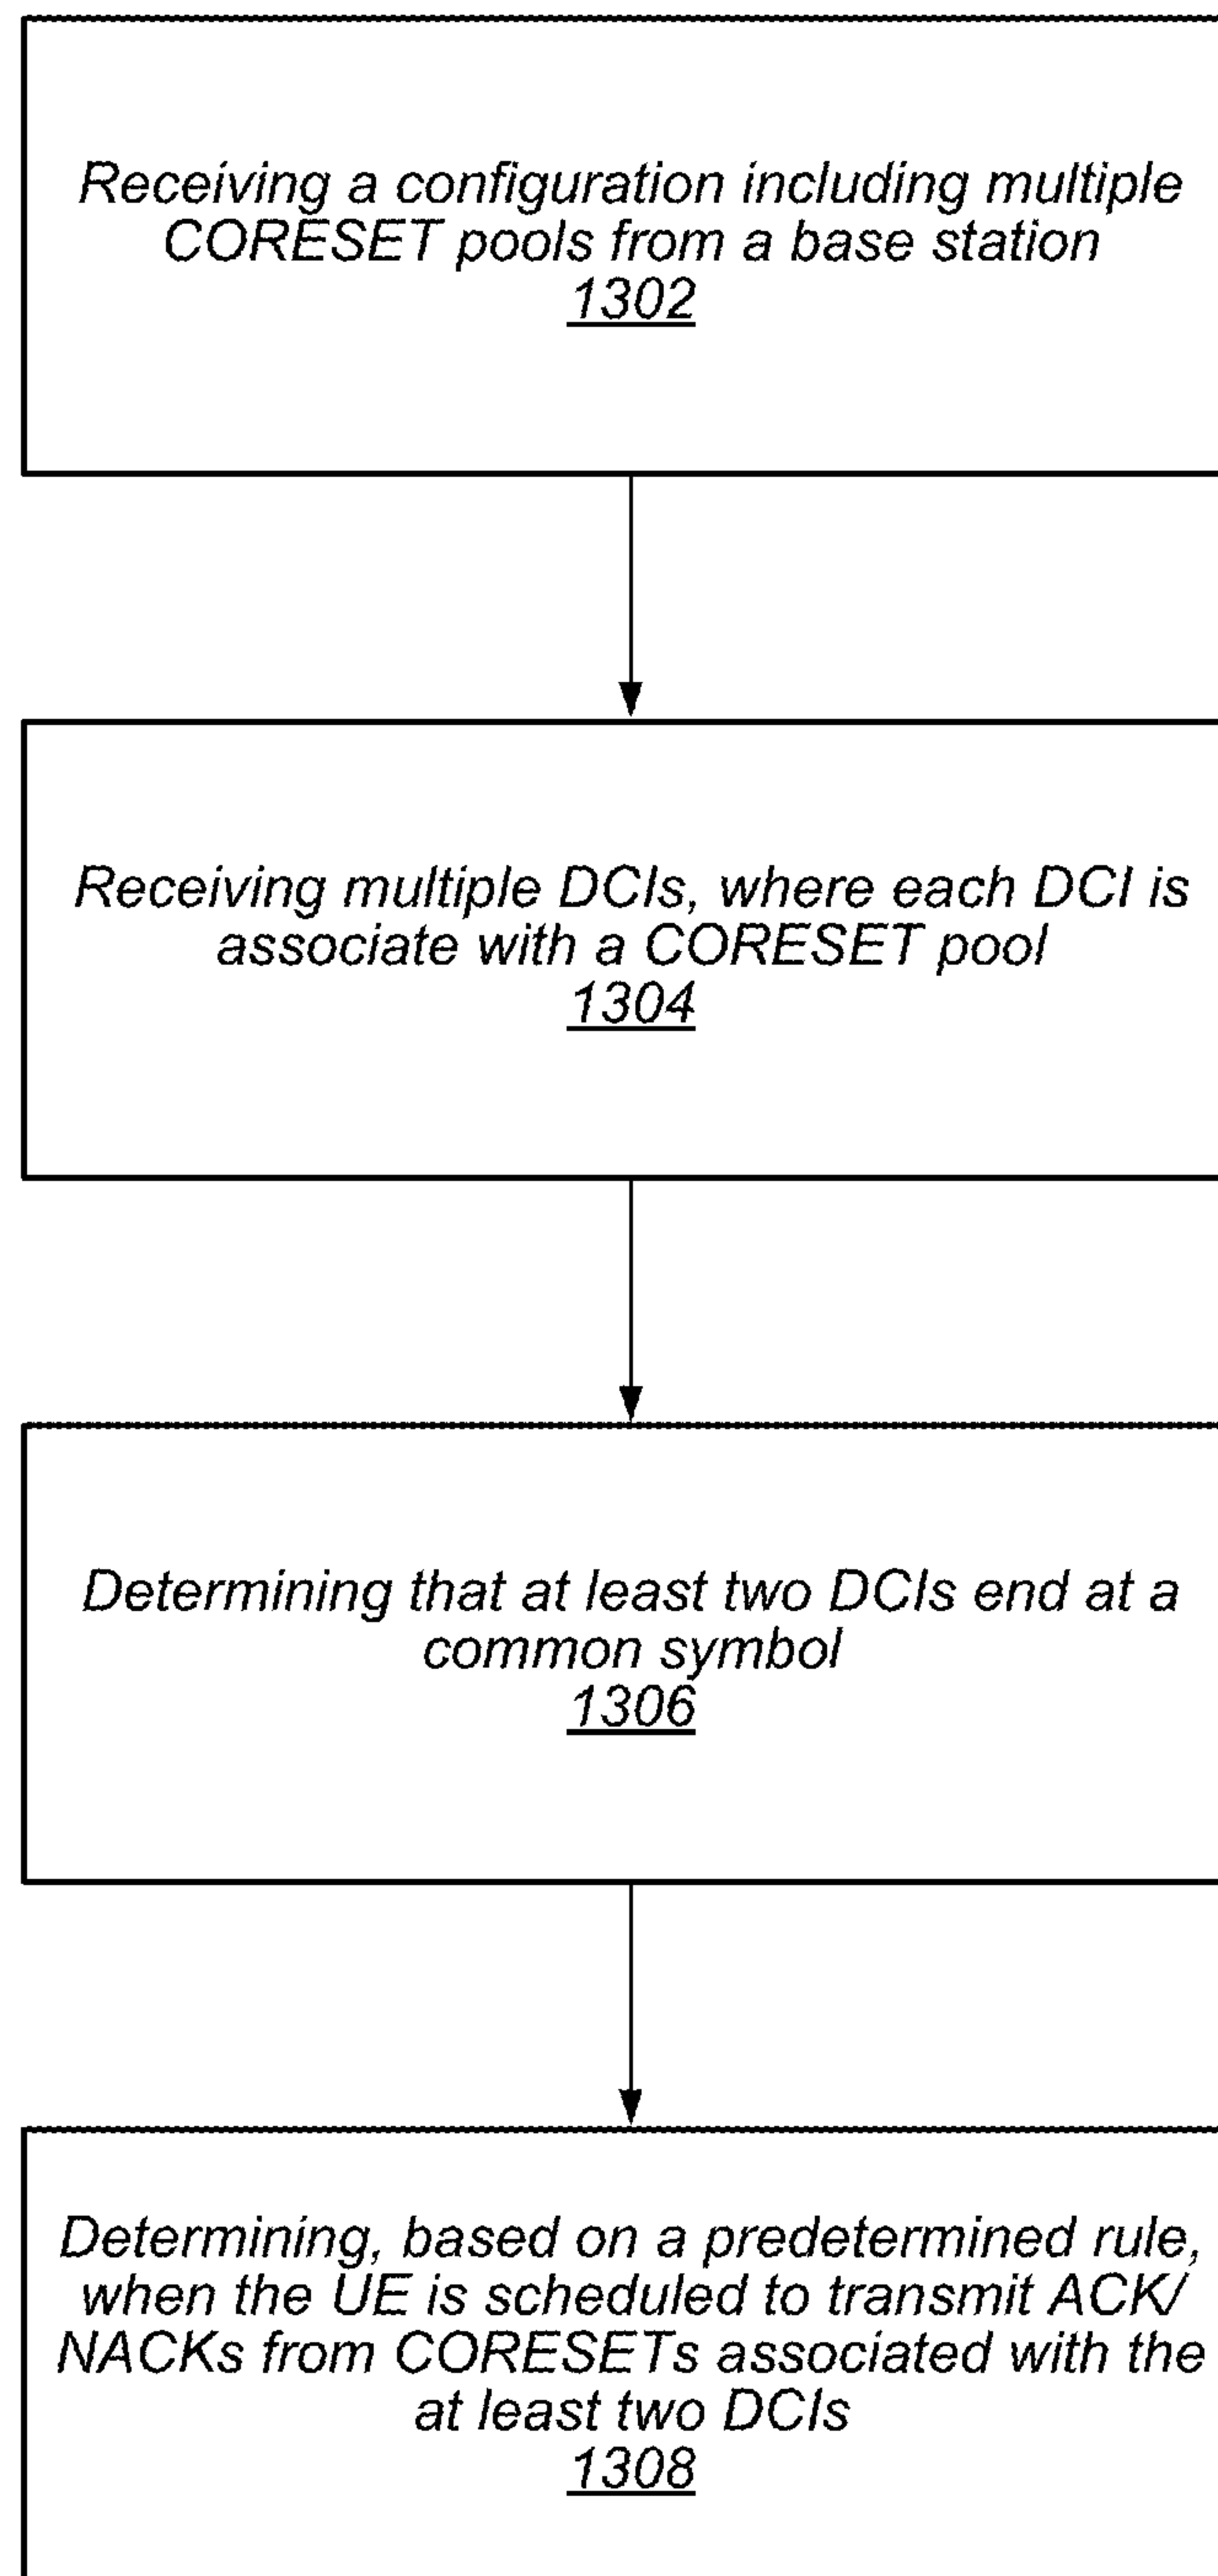 Receiving a configuration including multiple
CORESET pools from a base station
1302
Receiving multiple DCIs, where each DCI is
associate with a CORESET pool
1304
Determining that at least two DCIs end at a
common symbol
1306
Determining, based on a predetermined rule,
when the UE is scheduled to transmit ACK/
NACKs from CORESETs associated with the
at least two DCIs
1308